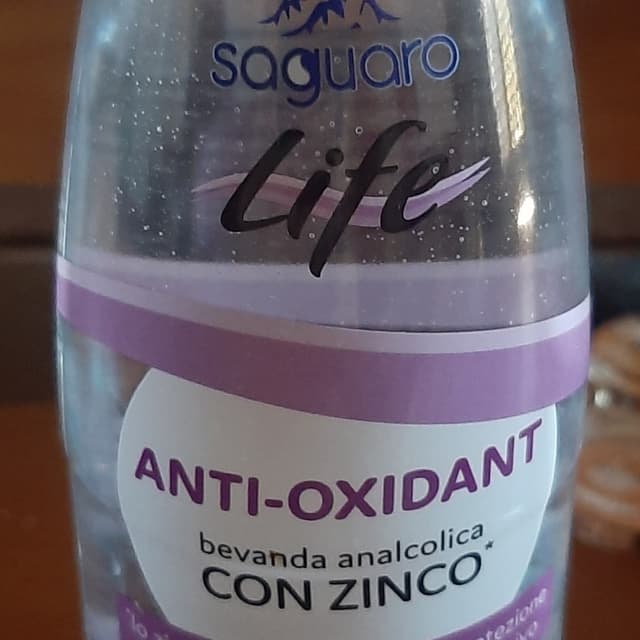 saguaro
Life
ANTI-OXIDANT
bevanda analcolica
CON ZINCO*